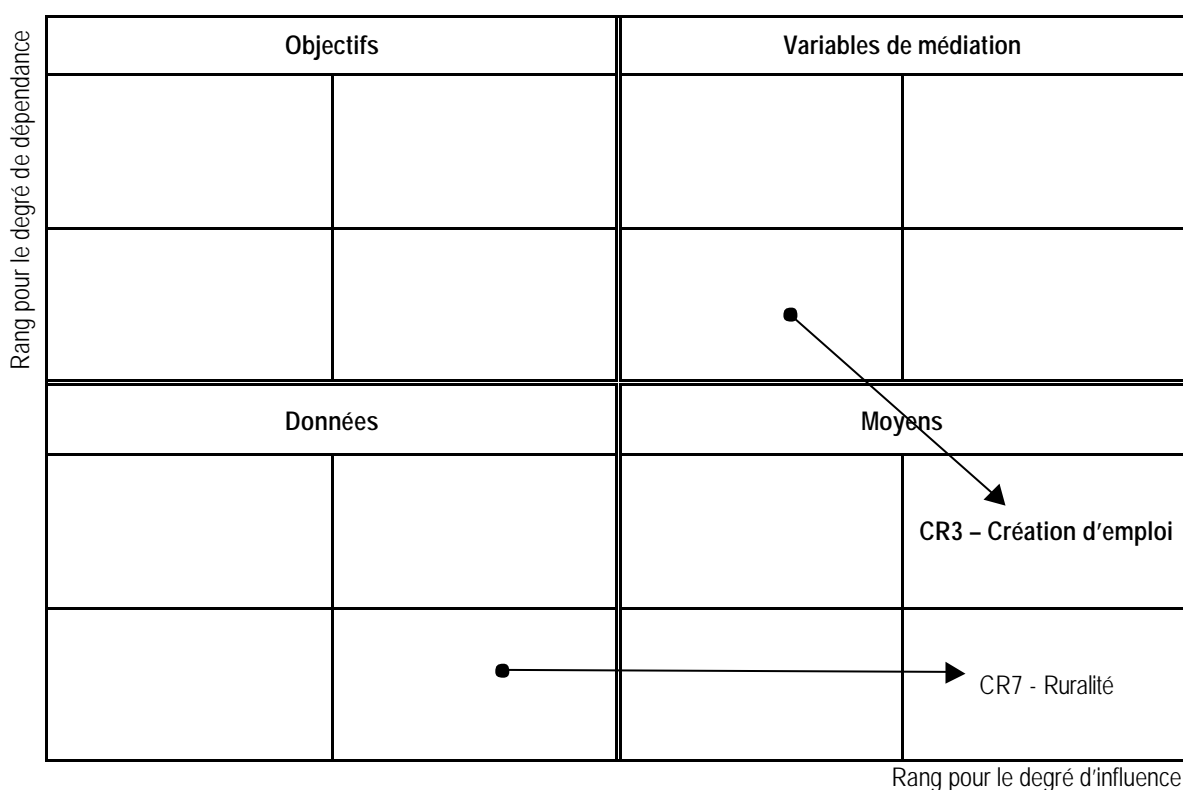 Rang pour le degré de dépendance
Objectifs
Variables de médiation
Données
Moyens
CR3 – Création d'emploi
CR7 - Ruralité
Rang pour le degré d'influence